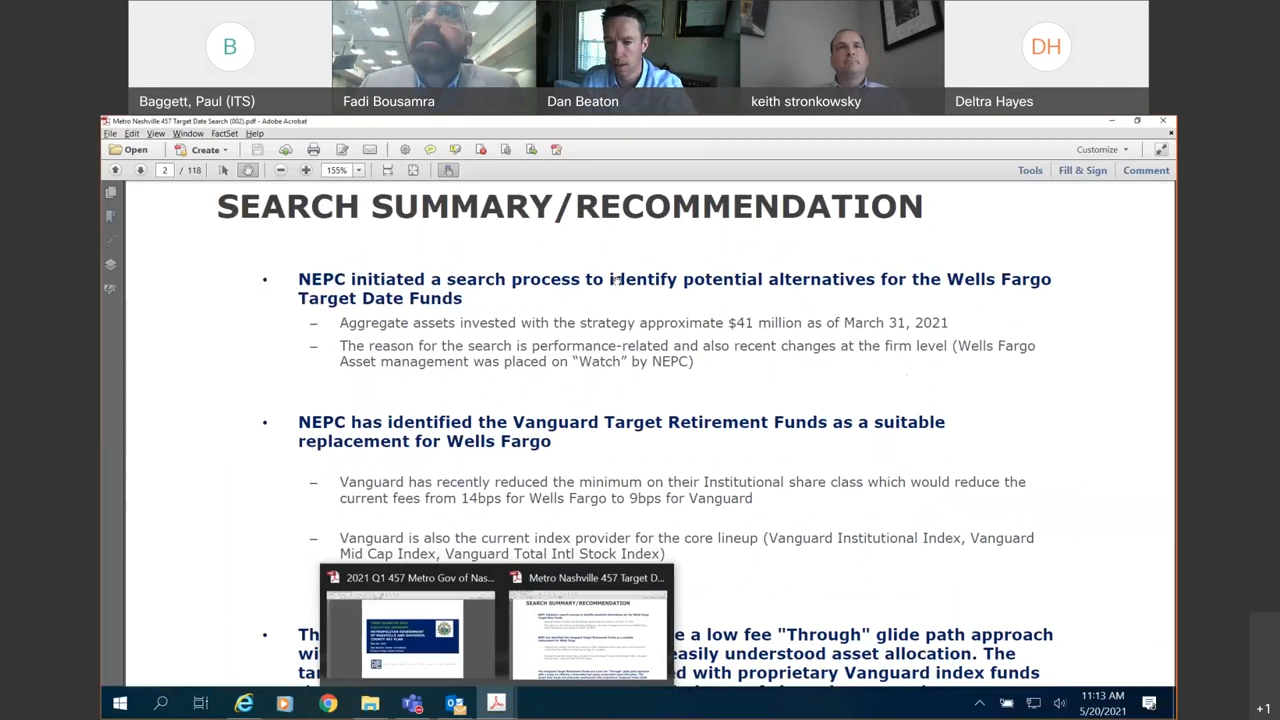 B
DH
Baggett, Paul (ITS)
Fadi Bousamra
Dan Beaton
keith stronkowsky
Deltra Hayes
Metro Nashville 457 Target Date Search (002).pdf - Adobe Acrobat
File Edit View Window FactSet Help
Open Create Customize
2 / 118 155% Tools Fill & Sign Comment
SEARCH SUMMARY/RECOMMENDATION
• NEPC initiated a search process to identify potential alternatives for the Wells Fargo
Target Date Funds
– Aggregate assets invested with the strategy approximate $41 million as of March 31, 2021
– The reason for the search is performance-related and also recent changes at the firm level (Wells Fargo
Asset management was placed on “Watch” by NEPC)
• NEPC has identified the Vanguard Target Retirement Funds as a suitable
replacement for Wells Fargo
– Vanguard has recently reduced the minimum on their Institutional share class which would reduce the
current fees from 14bps for Wells Fargo to 9bps for Vanguard
– Vanguard is also the current index provider for the core lineup (Vanguard Institutional Index, Vanguard
Mid Cap Index, Vanguard Total Intl Stock Index)
2021 Q1 457 Metro Gov of Nas...
Metro Nashville 457 Target D...
SEARCH SUMMARY/RECOMMENDATION
• Th e a low fee "Through" glide path approach
wi easily understood asset allocation. The
tar ed with proprietary Vanguard index funds
11:13 AM
5/20/2021
+1